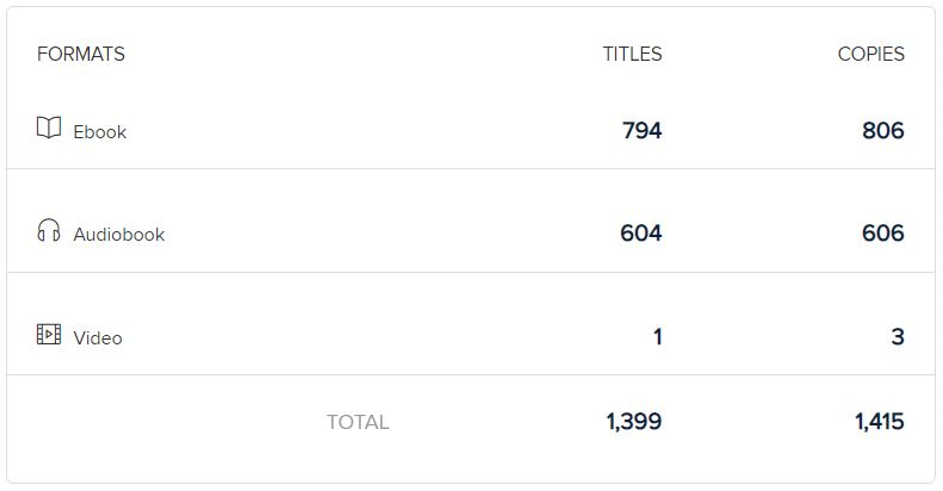 FORMATS TITLES COPIES
Ebook 794 806
Audiobook 604 606
Video 1 3
TOTAL 1,399 1,415